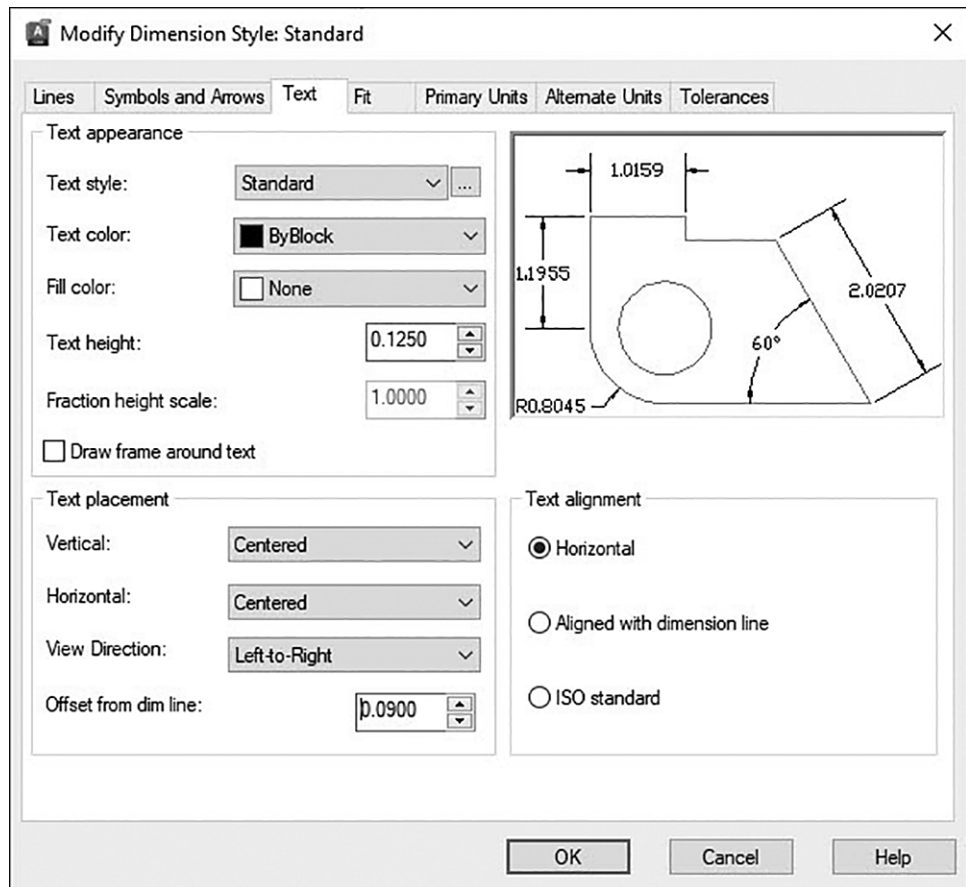 Modify Dimension Style: Standard
Lines Symbols and Arrows Text Fit Primary Units Alternate Units Tolerances
Text appearance
Text style: Standard ...
Text color: ByBlock
Fill color: None
Text height: 0.1250
Fraction height scale: 1.0000
Draw frame around text
1.0159
1.1955
2.0207
60°
R0.8045
Text placement
Vertical: Centered
Horizontal: Centered
View Direction: Left-to-Right
Offset from dim line: 0.0900
Text alignment
Horizontal
Aligned with dimension line
ISO standard
OK Cancel Help